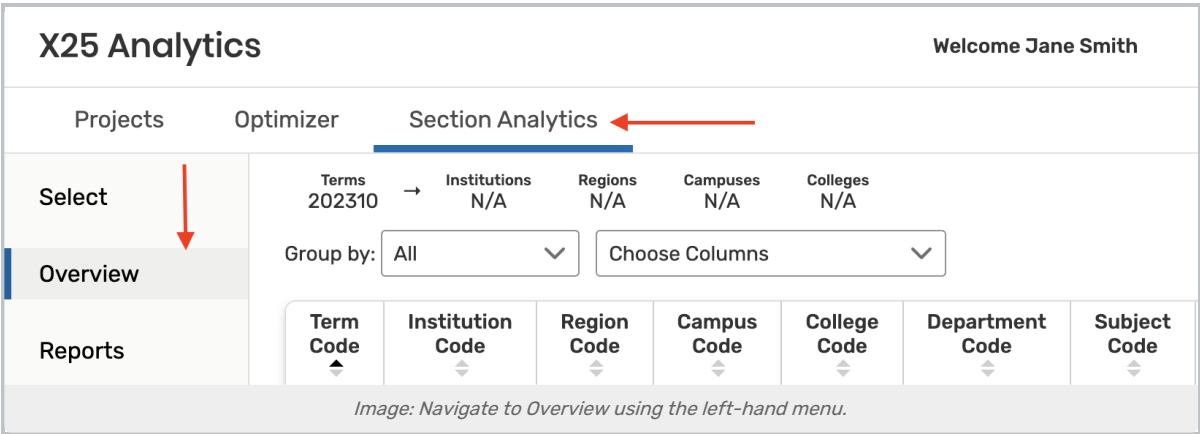 X25 Analytics
Welcome Jane Smith
Projects
Optimizer
Section Analytics
Select
Overview
Reports
Terms
202310
Institutions
N/A
Regions
N/A
Campuses
N/A
Colleges
N/A
Group by:
All
Choose Columns
Term
Code
Institution
Code
Region
Code
Campus
Code
College
Code
Department
Code
Subject
Code
Image: Navigate to Overview using the left-hand menu.